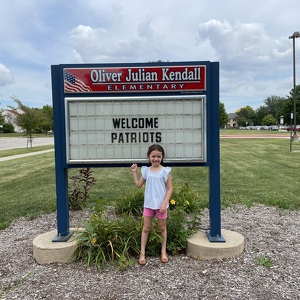 Oliver Julian Kendall
ELEMENTARY
WELCOME
PATRIOTS